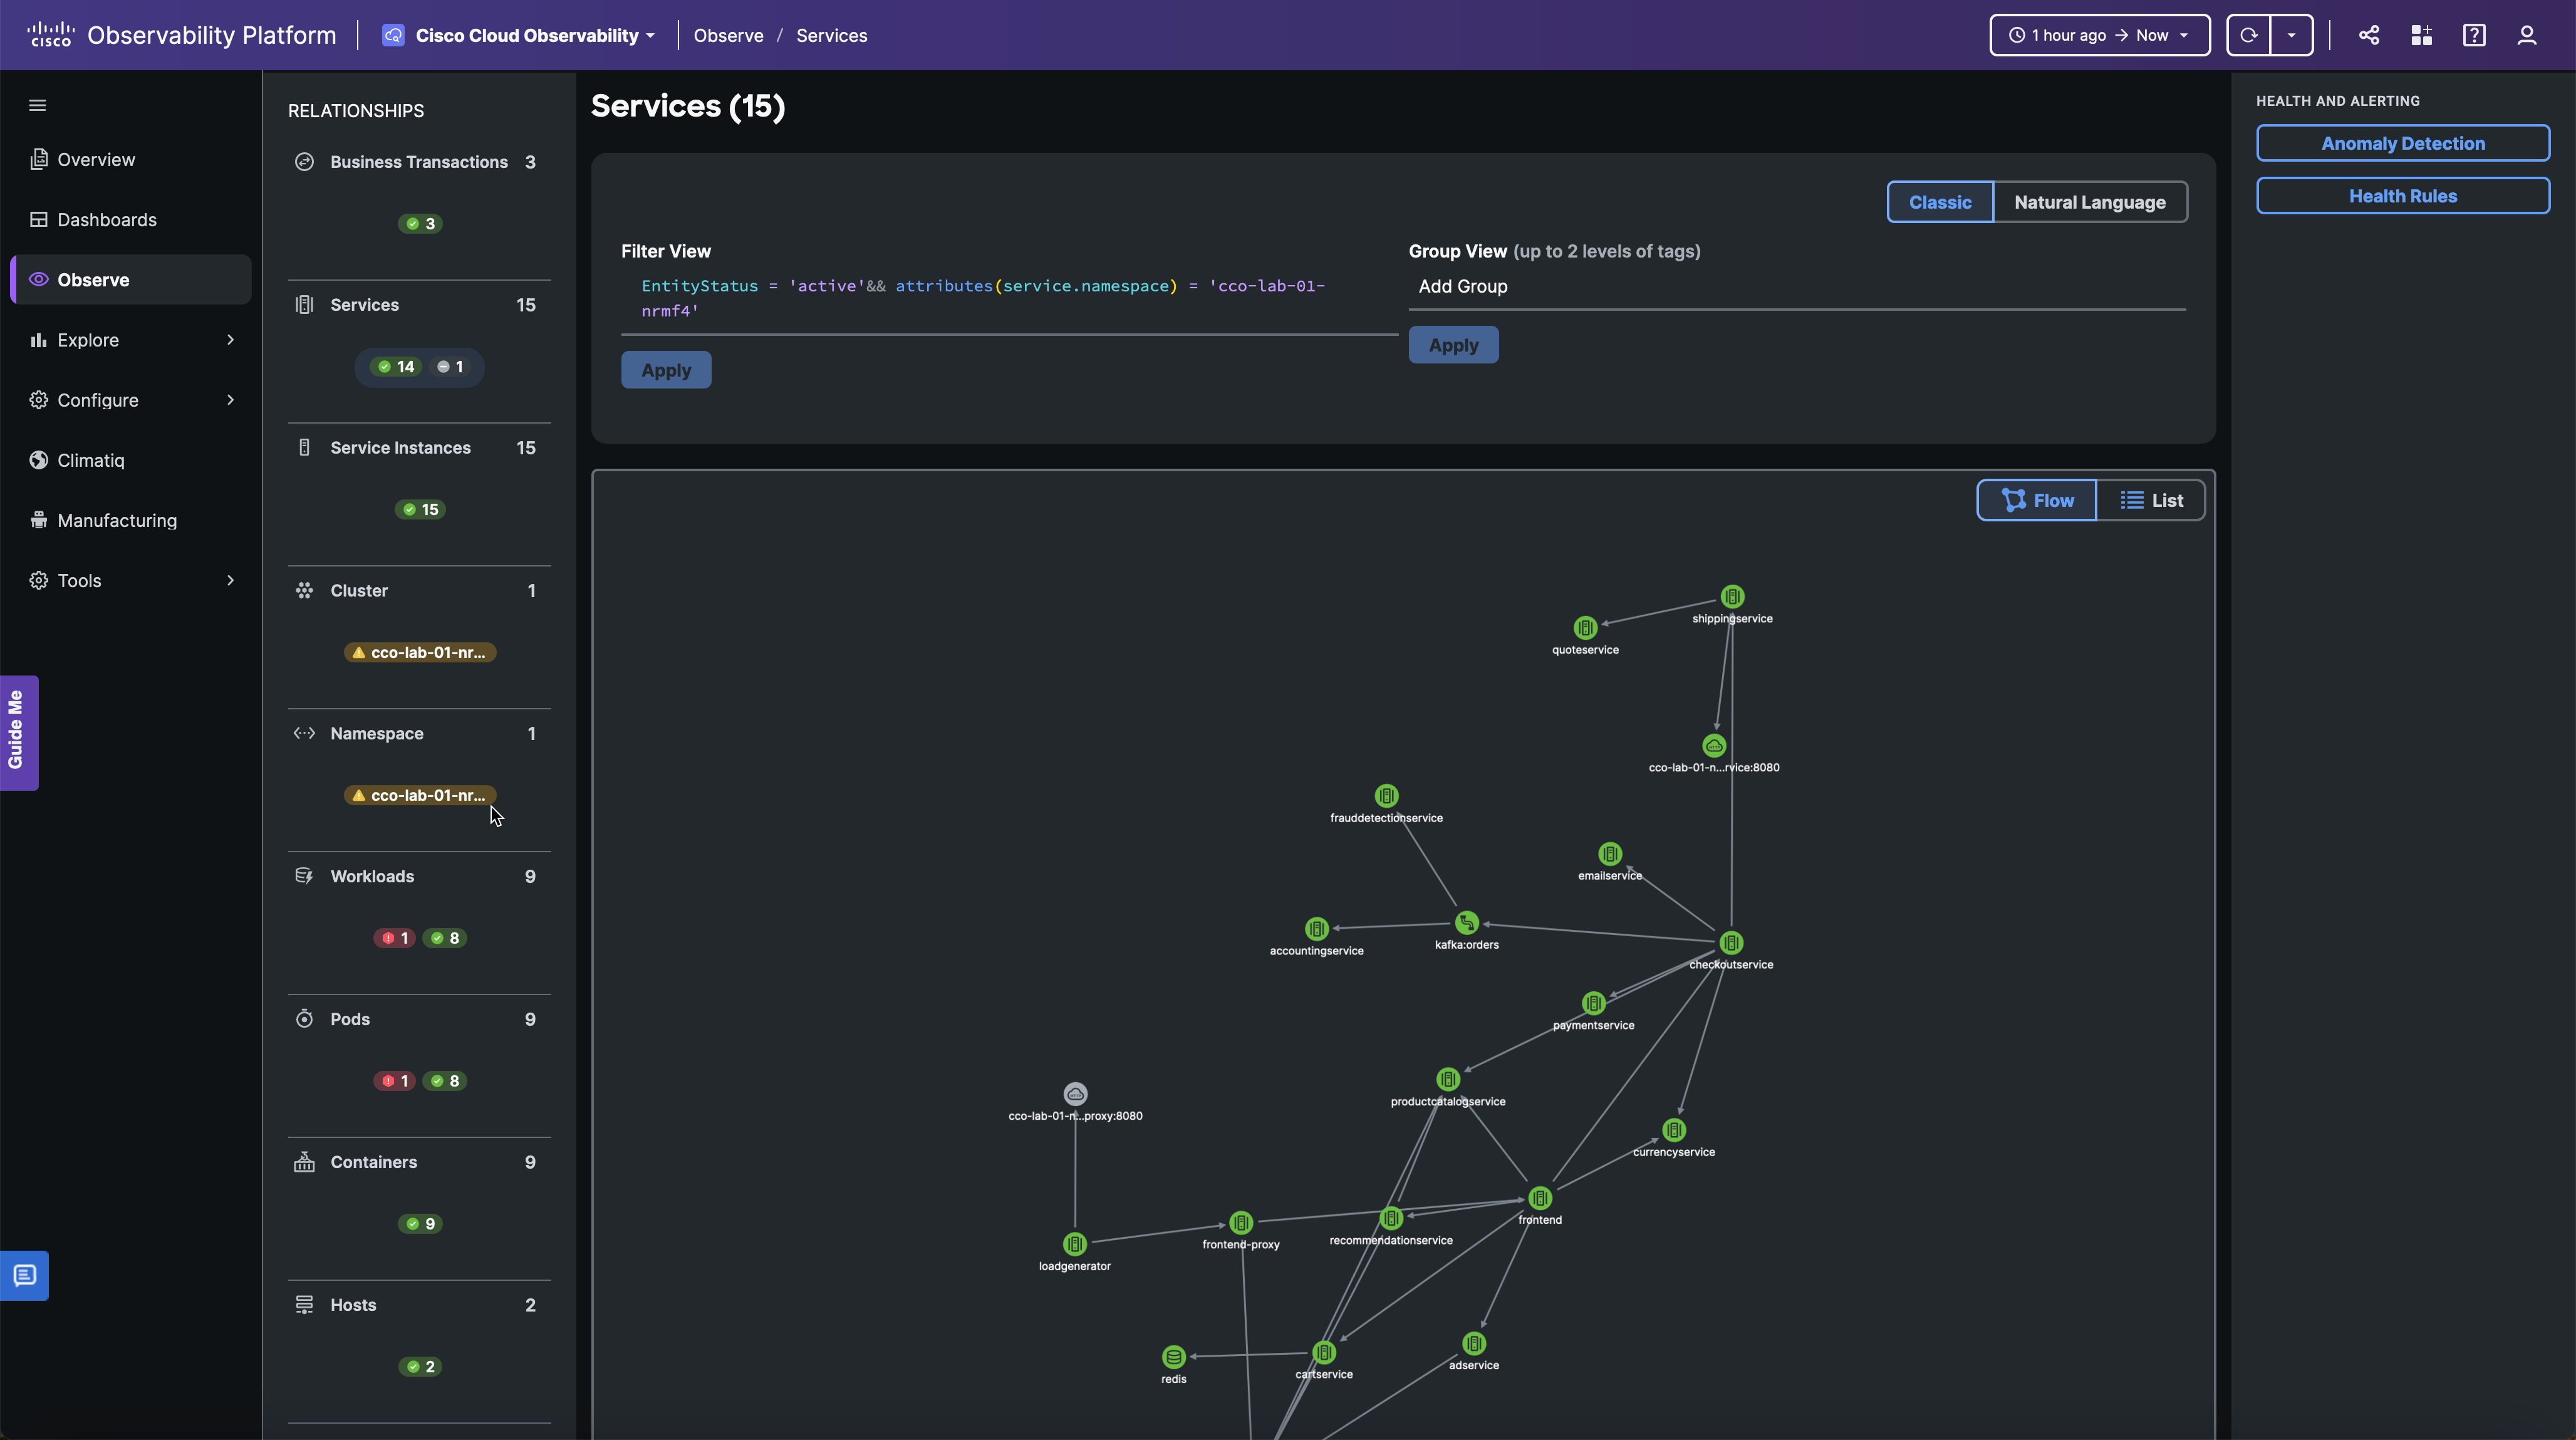 cisco Observability Platform
Cisco Cloud Observability
Observe / Services
1 hour ago → Now
Overview
Dashboards
Observe
Explore
Configure
Climatiq
Manufacturing
Tools
Guide Me
RELATIONSHIPS
Business Transactions 3
3
Services 15
14 1
Service Instances 15
15
Cluster 1
cco-lab-01-nr...
Namespace 1
cco-lab-01-nr...
Workloads 9
1 8
Pods 9
1 8
Containers 9
9
Hosts 2
2
Services (15)
Classic Natural Language
Filter View
EntityStatus = 'active'&& attributes(service.namespace) = 'cco-lab-01-
nrmf4'
Apply
Group View (up to 2 levels of tags)
Add Group
Apply
Flow List
shippingservice
quoteservice
cco-lab-01-n...rvice:8080
frauddetectionservice
emailservice
accountingservice
kafka:orders
checkoutservice
paymentservice
productcatalogservice
cco-lab-01-n...proxy:8080
currencyservice
frontend
frontend-proxy
recommendationservice
loadgenerator
adservice
redis
cartservice
HEALTH AND ALERTING
Anomaly Detection
Health Rules